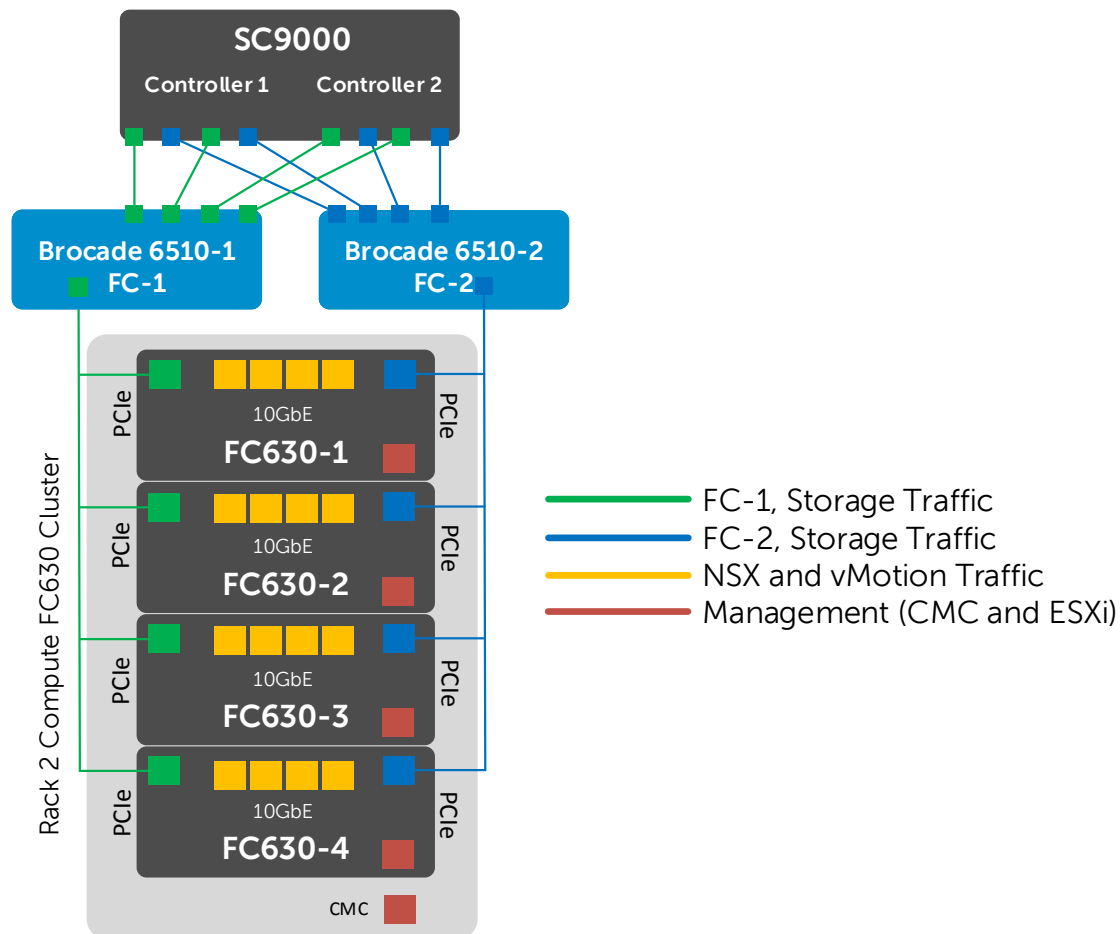 SC9000
Controller 1
Controller 2
Brocade 6510-1
FC-1
Brocade 6510-2
FC-2
Rack 2 Compute FC630 Cluster
PCIe
10GbE
FC630-1
PCIe
PCIe
10GbE
FC630-2
PCIe
PCIe
10GbE
FC630-3
PCIe
PCIe
10GbE
FC630-4
PCIe
CMC
FC-1, Storage Traffic
FC-2, Storage Traffic
NSX and vMotion Traffic
Management (CMC and ESXi)